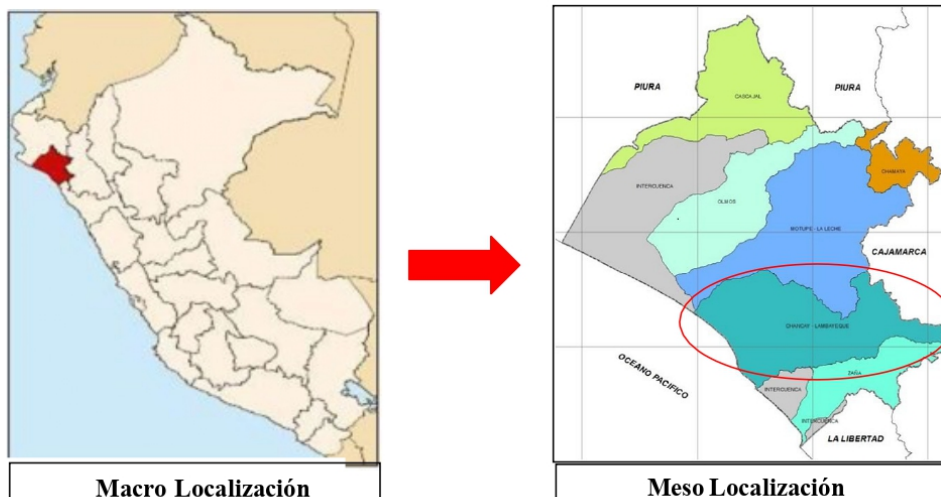 PIURA
PIURA
CASCAJAL
CHAMAYA
INTERCUENCA
OLMOS
MOTUPE - LA LECHE
CAJAMARCA
CHANCAY - LAMBAYEQUE
OCEANO PACIFICO
ZAÑA
INTERCUENCA
INTERCUENCA
LA LIBERTAD
Macro Localización
Meso Localización